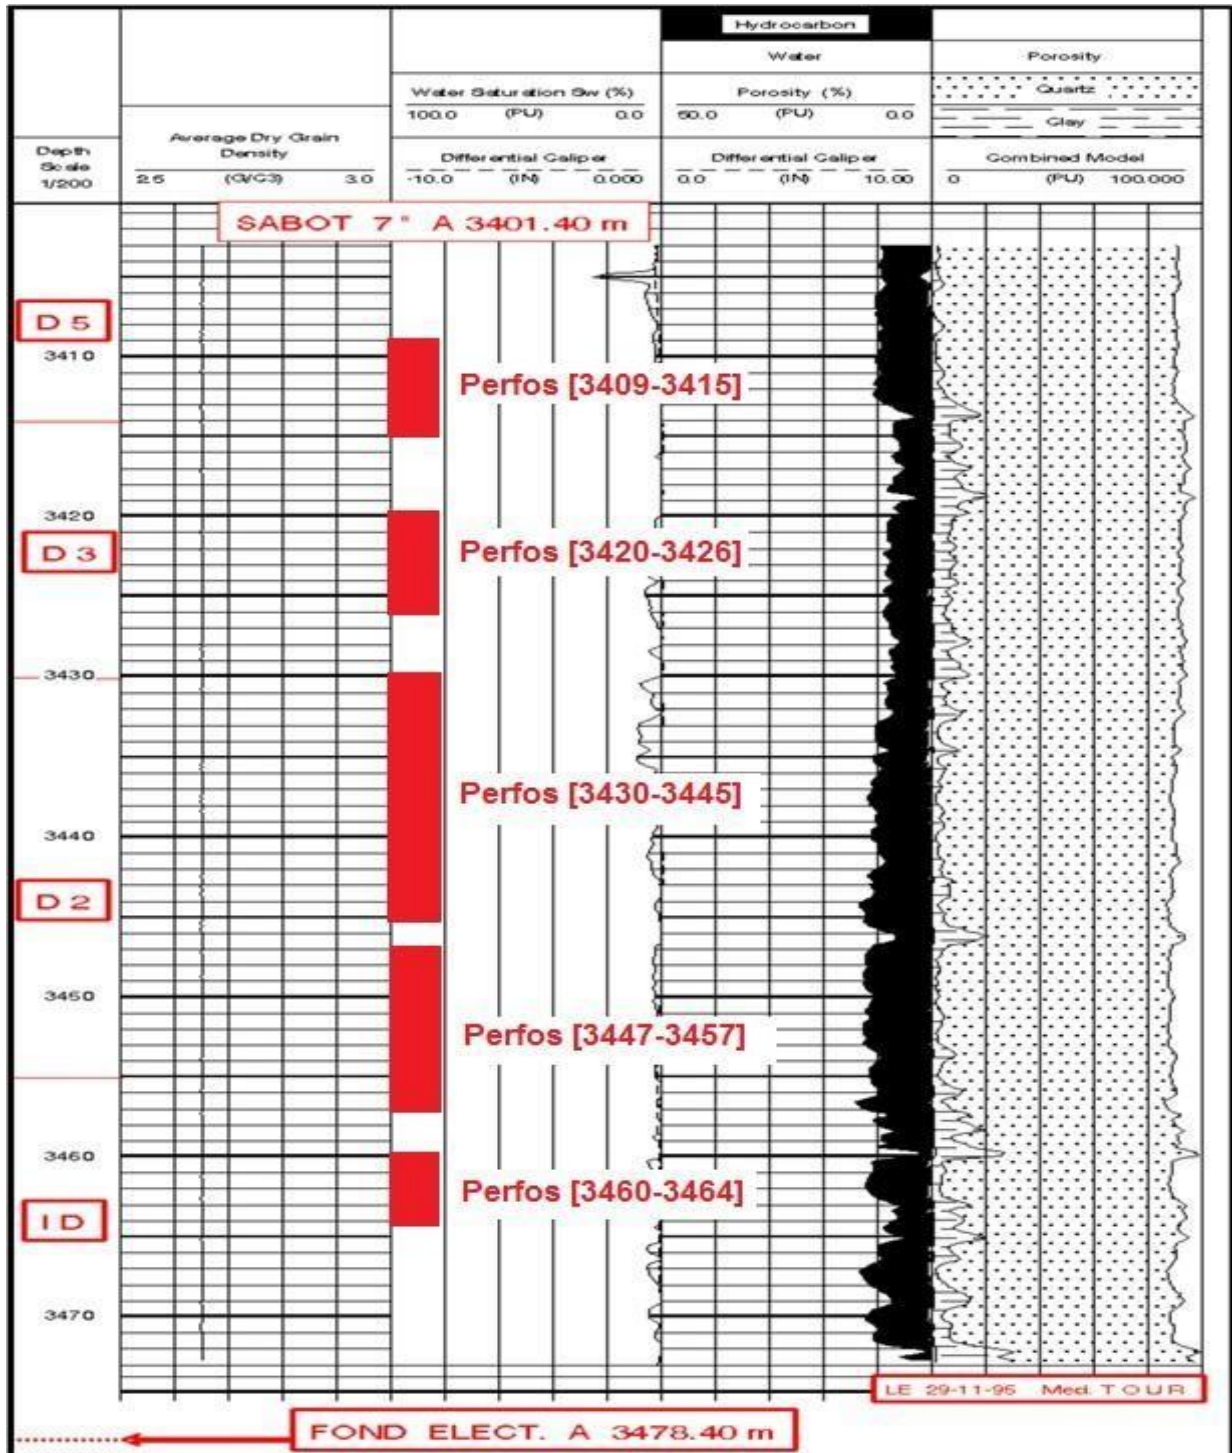 Hydrocarbon
Water
Porosity
Water Saturation Sw (%)
100.0 (PU) 0.0
Porosity (%)
50.0 (PU) 0.0
Quartz
Clay
Depth
Scale
1/200
Average Dry Grain
Density
2.5 (G/C3) 3.0
Differential Caliper
-10.0 (IN) 0.000
Differential Caliper
0.0 (IN) 10.00
Combined Model
0 (PU) 100.000
SABOT 7" A 3401.40 m
D 5
3410
Perfos [3409-3415]
3420
D 3
Perfos [3420-3426]
3430
Perfos [3430-3445]
3440
D 2
3450
Perfos [3447-3457]
3460
Perfos [3460-3464]
1 D
3470
LE 29-11-95 Med. T O U R
FOND ELECT. A 3478.40 m